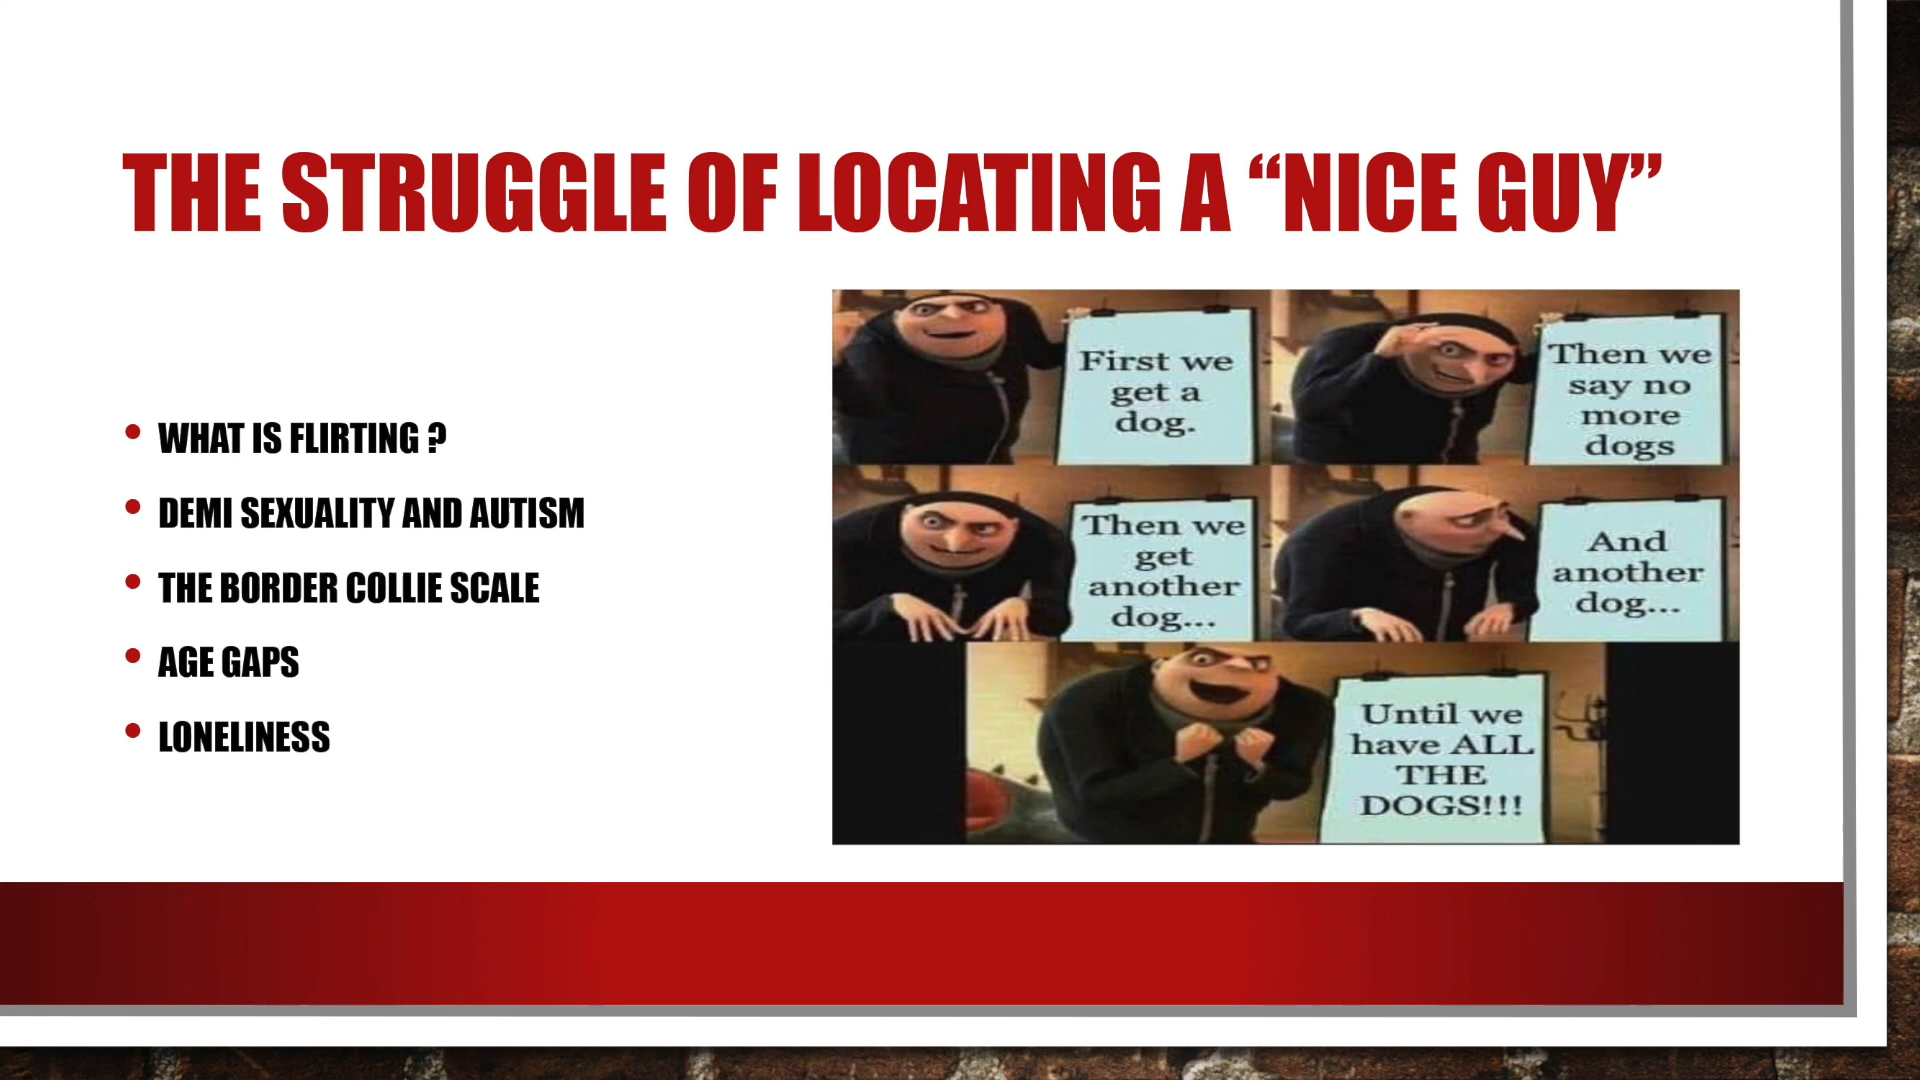 THE STRUGGLE OF LOCATING A “NICE GUY”
• WHAT IS FLIRTING ?
• DEMI SEXUALITY AND AUTISM
• THE BORDER COLLIE SCALE
• AGE GAPS
• LONELINESS
First we
get a
dog.
Then we
say no
more
dogs
Then we
get
another
dog...
And
another
dog...
Until we
have ALL
THE
DOGS!!!